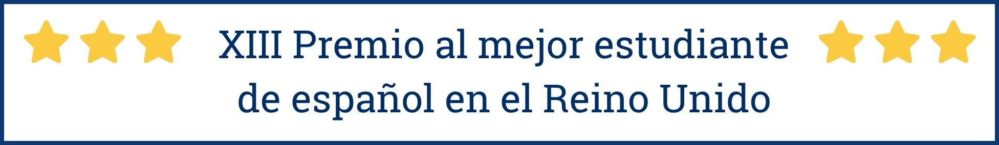 XIII Premio al mejor estudiante
de español en el Reino Unido